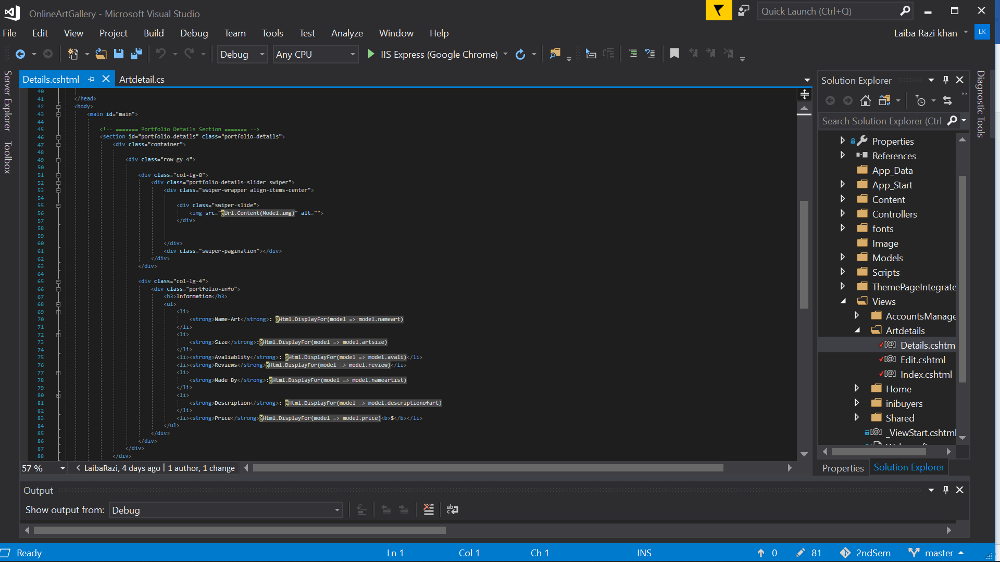 OnlineArtGallery - Microsoft Visual Studio
Quick Launch (Ctrl+Q)
File Edit View Project Build Debug Team Tools Test Analyze Window Help
Laiba Razi khan LK
Debug Any CPU IIS Express (Google Chrome)
Server Explorer
Toolbox
Details.cshtml Artdetail.cs
40
41 </head>
42 <body>
43 <main id="main">
44
45 <!-- ======= Portfolio Details Section ======= -->
46 <section id="portfolio-details" class="portfolio-details">
47 <div class="container">
48
49 <div class="row gy-4">
50
51 <div class="col-lg-8">
52 <div class="portfolio-details-slider swiper">
53 <div class="swiper-wrapper align-items-center">
54
55 <div class="swiper-slide">
56 <img src="@Url.Content(Model.img)" alt="">
57 </div>
58
59
60 </div>
61 <div class="swiper-pagination"></div>
62 </div>
63 </div>
64
65 <div class="col-lg-4">
66 <div class="portfolio-info">
67 <h3>Information</h3>
68 <ul>
69 <li>
70 <strong>Name-Art</strong>: @Html.DisplayFor(model => model.nameart)
71 </li>
72 <li>
73 <strong>Size</strong>:@Html.DisplayFor(model => model.artsize)
74 </li>
75 <li><strong>Avaliablity</strong>: @Html.DisplayFor(model => model.avali)</li>
76 <li><strong>Reviews</strong>@Html.DisplayFor(model => model.review)</li>
77 <li>
78 <strong>Made By</strong>:@Html.DisplayFor(model => model.nameartist)
79 </li>
80 <li>
81 <strong>Description</strong>: @Html.DisplayFor(model => model.descriptionofart)
82 </li>
83 <li><strong>Price</strong>@Html.DisplayFor(model => model.price)<b>$</b></li>
84 </ul>
85 </div>
86 </div>
87 </div>
88 </div>
57 % LaibaRazi, 4 days ago | 1 author, 1 change
Solution Explorer
Search Solution Explorer (Ctrl
Properties
References
App_Data
App_Start
Content
Controllers
fonts
Image
Models
Scripts
ThemePageIntegrate
Views
AccountsManage
Artdetails
Details.cshtm
Edit.cshtml
Index.cshtml
Home
inibuyers
Shared
_ViewStart.cshtml
Properties Solution Explorer
Diagnostic Tools
Output
Show output from: Debug
Ready Ln 1 Col 1 Ch 1 INS 0 81 2ndSem master